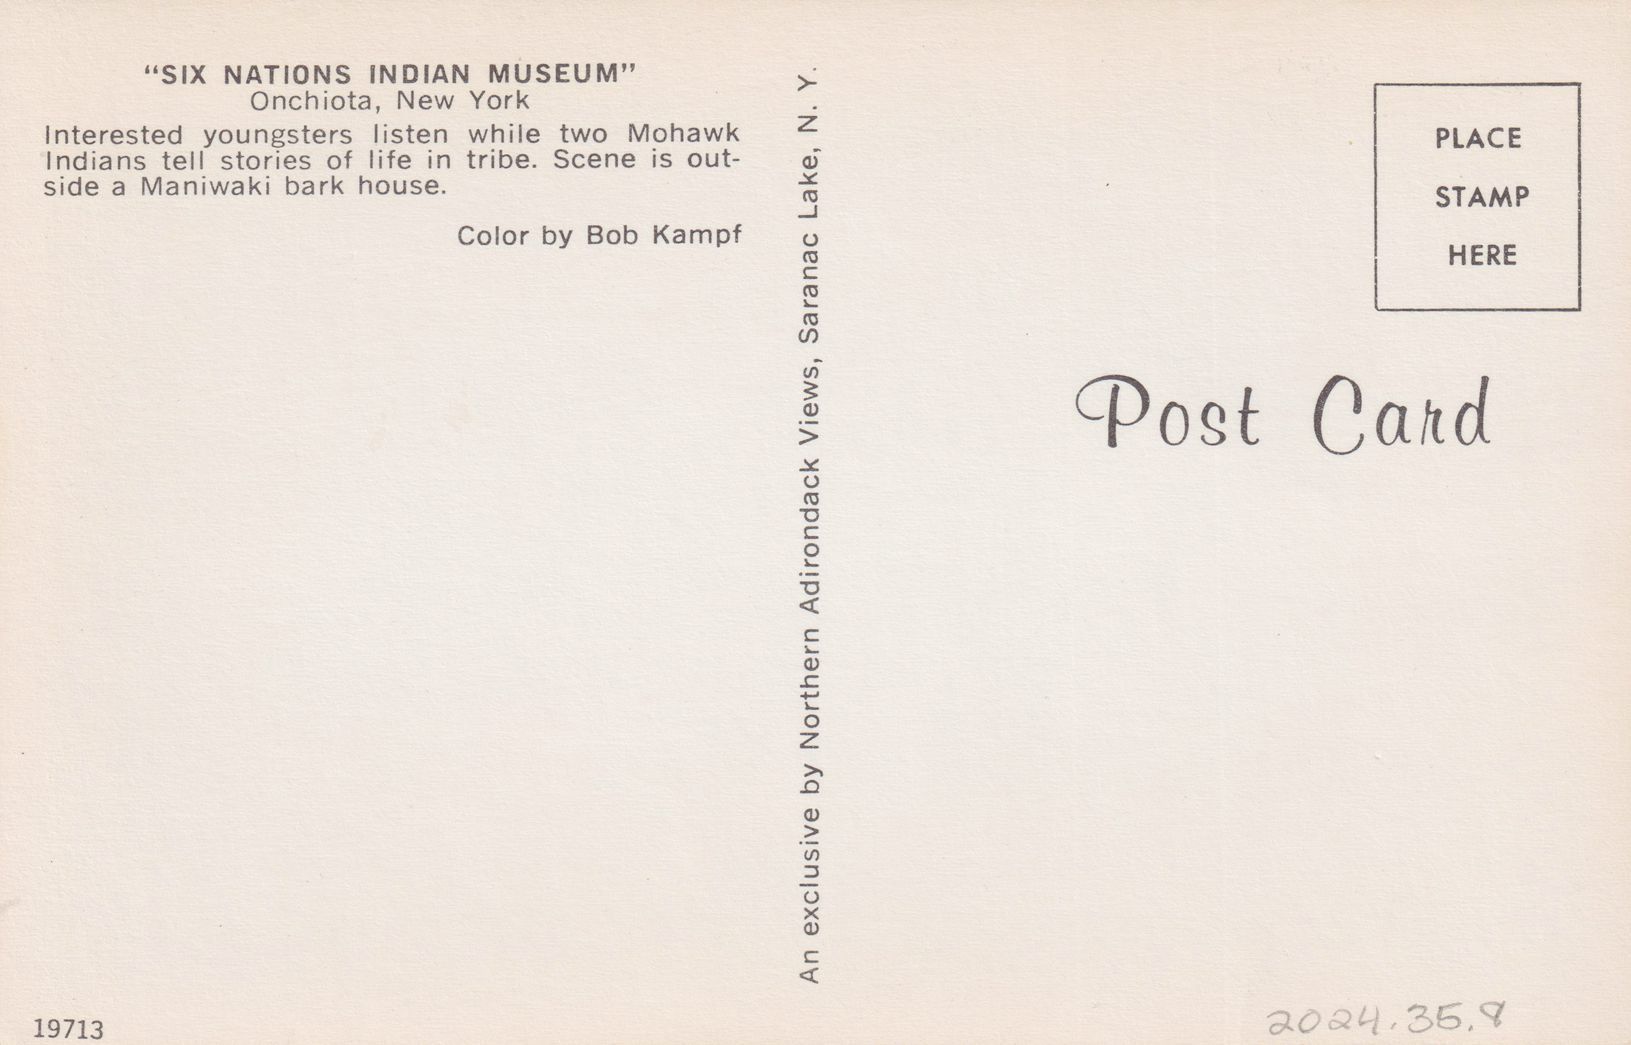 “SIX NATIONS INDIAN MUSEUM”
Onchiota, New York
Interested youngsters listen while two Mohawk
Indians tell stories of life in tribe. Scene is out-
side a Maniwaki bark house.
Color by Bob Kampf
19713
An exclusive by Northern Adirondack Views, Saranac Lake, N. Y.
PLACE
STAMP
HERE
Post Card
2024.35.8